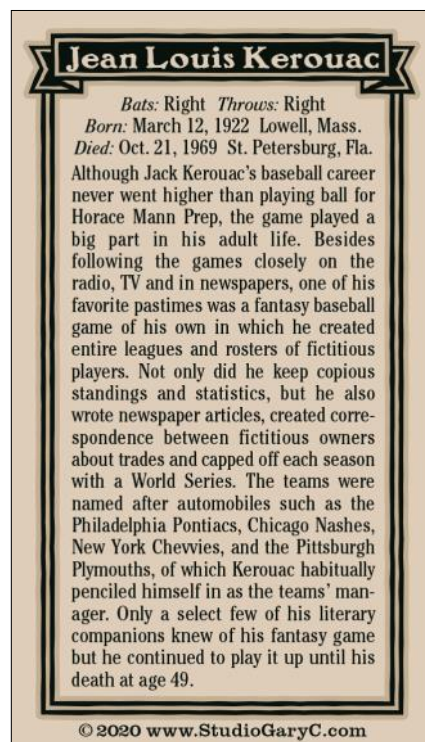 Jean Louis Kerouac
Bats: Right Throws: Right
Born: March 12, 1922 Lowell, Mass.
Died: Oct. 21, 1969 St. Petersburg, Fla.
Although Jack Kerouac's baseball career
never went higher than playing ball for
Horace Mann Prep, the game played a
big part in his adult life. Besides
following the games closely on the
radio, TV and in newspapers, one of his
favorite pastimes was a fantasy baseball
game of his own in which he created
entire leagues and rosters of fictitious
players. Not only did he keep copious
standings and statistics, but he also
wrote newspaper articles, created corre-
spondence between fictitious owners
about trades and capped off each season
with a World Series. The teams were
named after automobiles such as the
Philadelphia Pontiacs, Chicago Nashes,
New York Chevvies, and the Pittsburgh
Plymouths, of which Kerouac habitually
penciled himself in as the teams' man-
ager. Only a select few of his literary
companions knew of his fantasy game
but he continued to play it up until his
death at age 49.
© 2020 www.StudioGaryC.com